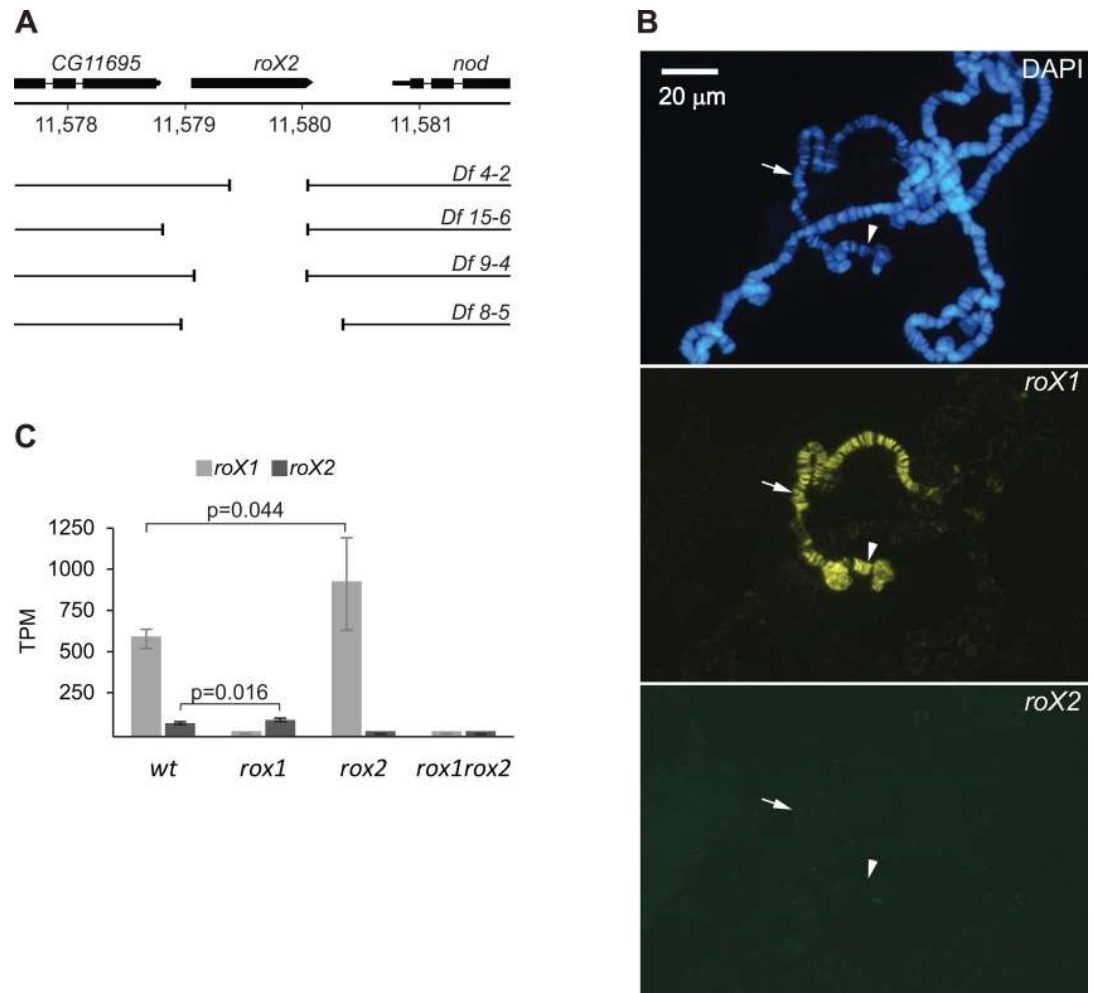 A
CG11695 roX2 nod
11,578 11,579 11,580 11,581
Df 4-2
Df 15-6
Df 9-4
Df 8-5
B
DAPI
20 μm
roX1
roX2
C
roX1 roX2
p=0.044
p=0.016
TPM
1250
1000
750
500
250
wt rox1 rox2 rox1rox2